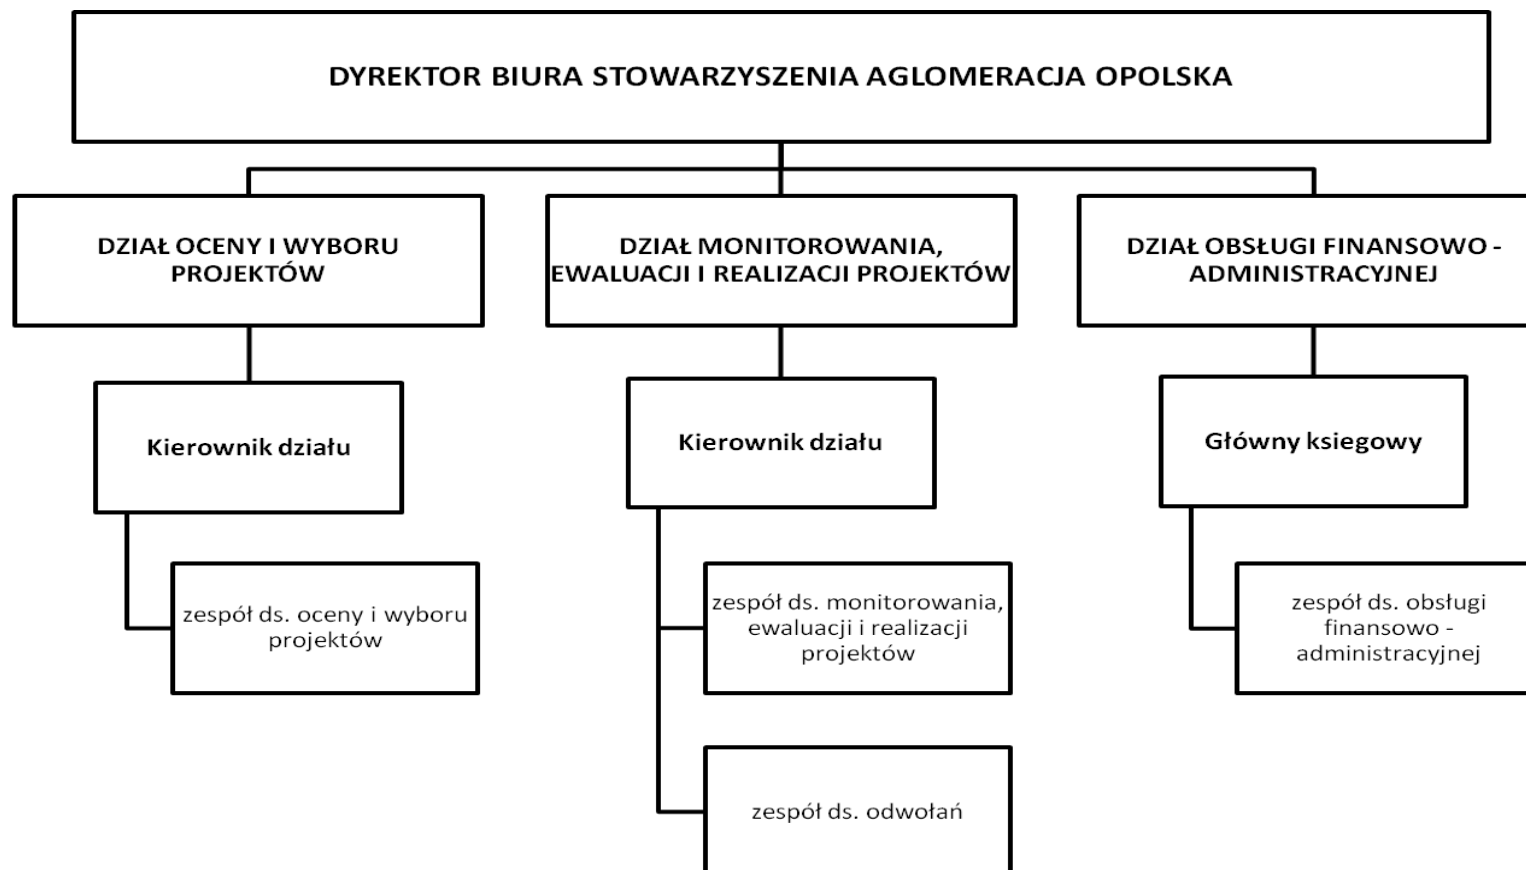 DYREKTOR BIURA STOWARZYSZENIA AGLOMERACJA OPOLSKA
DZIAŁ OCENY I WYBORU
PROJEKTÓW
DZIAŁ MONITOROWANIA,
EWALUACJI I REALIZACJI PROJEKTÓW
DZIAŁ OBSŁUGI FINANSOWO -
ADMINISTRACYJNEJ
Kierownik działu
Kierownik działu
Główny ksiegowy
zespół ds. oceny i wyboru
projektów
zespół ds. monitorowania,
ewaluacji i realizacji
projektów
zespół ds. obsługi
finansowo -
administracyjnej
zespół ds. odwołań